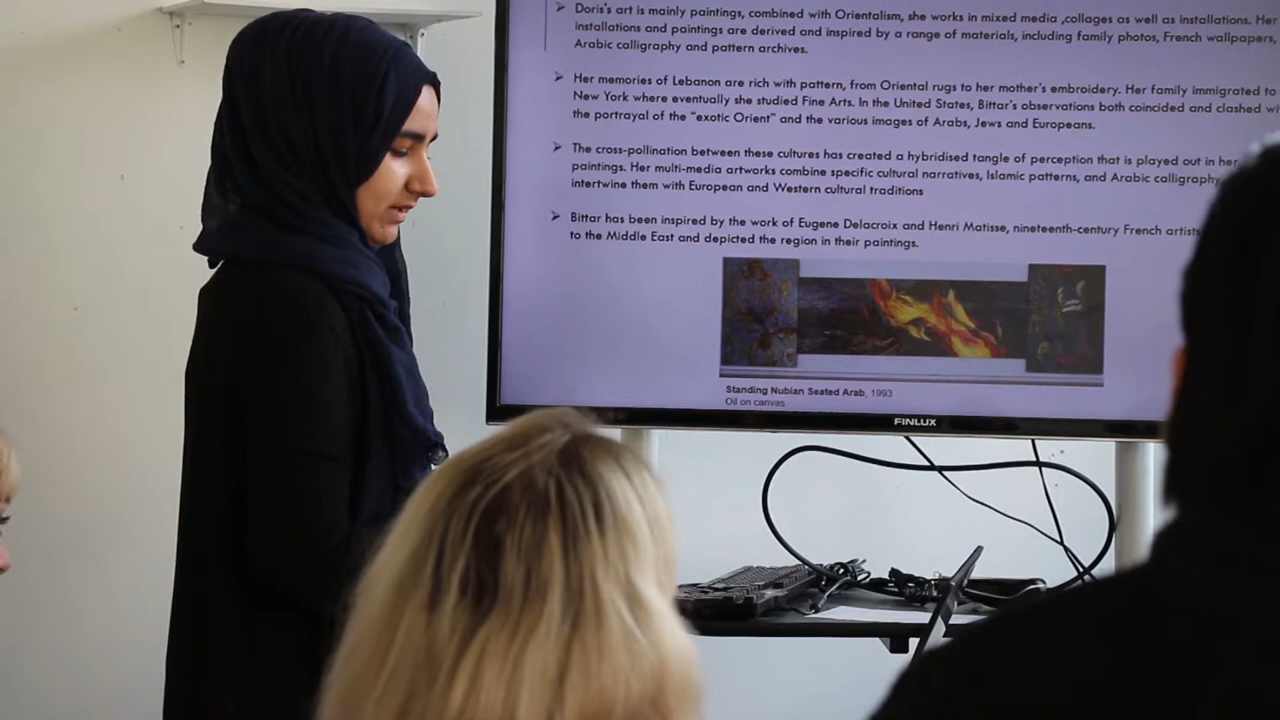 Doris's art is mainly paintings, combined with Orientalism, she works in mixed media ,collages as well as installations. Her
installations and paintings are derived and inspired by a range of materials, including family photos, French wallpapers,
Arabic calligraphy and pattern archives.
Her memories of Lebanon are rich with pattern, from Oriental rugs to her mother's embroidery. Her family immigrated to
New York where eventually she studied Fine Arts. In the United States, Bittar's observations both coincided and clashed
the portrayal of the "exotic Orient" and the various images of Arabs, Jews and Europeans.
The cross-pollination between these cultures has created a hybridised tangle of perception that is played out in her
paintings. Her multi-media artworks combine specific cultural narratives, Islamic patterns, and Arabic calligraphy
intertwine them with European and Western cultural traditions
Bittar has been inspired by the work of Eugene Delacroix and Henri Matisse, nineteenth-century French artists
to the Middle East and depicted the region in their paintings.
Standing Nubian Seated Arab, 1993
Oil on canvas
FINLUX